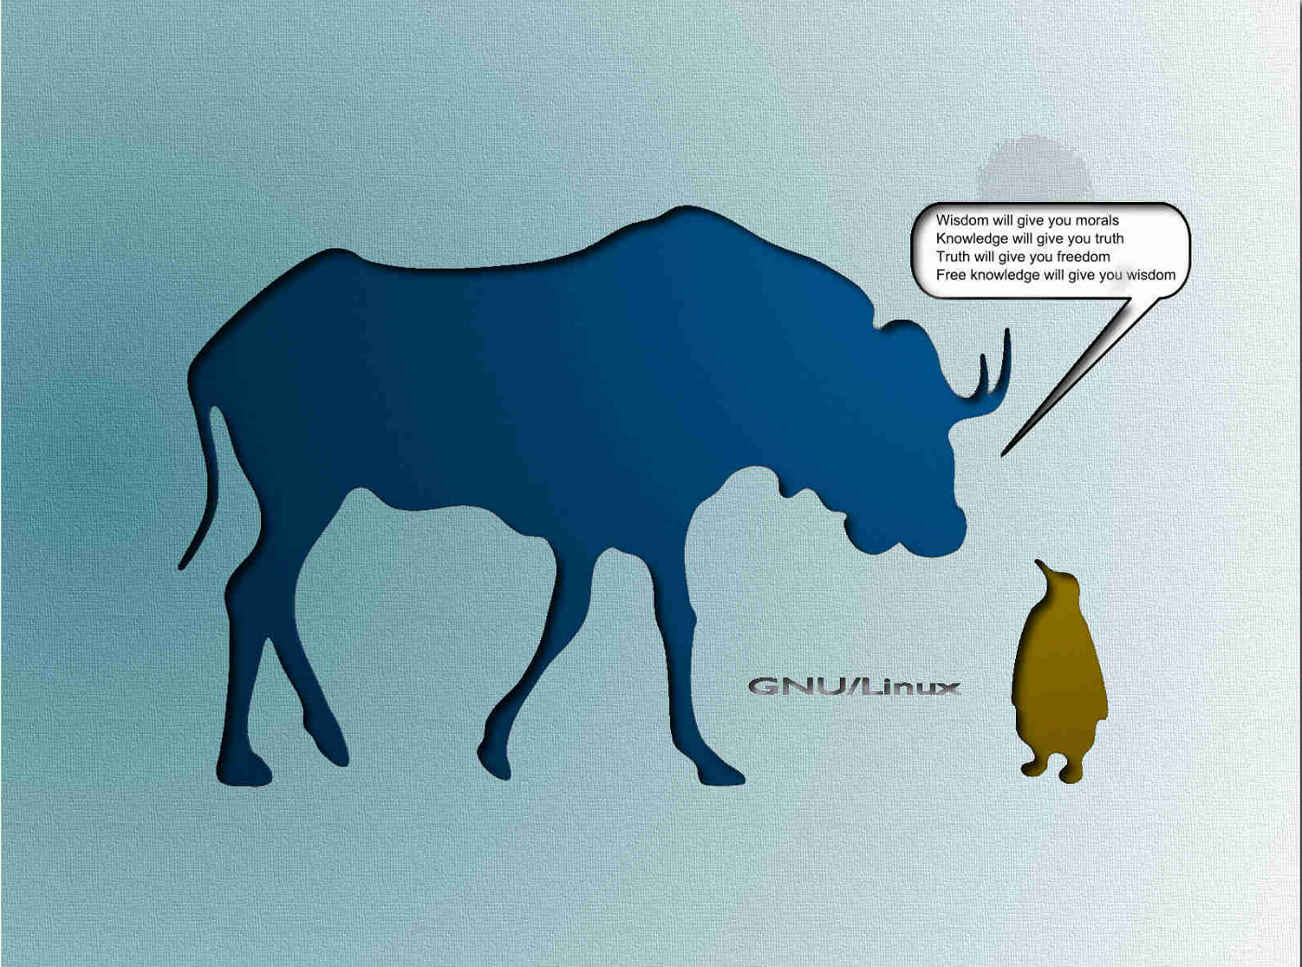 Wisdom will give you morals
Knowledge will give you truth
Truth will give you freedom
Free knowledge will give you wisdom
GNU/Linux